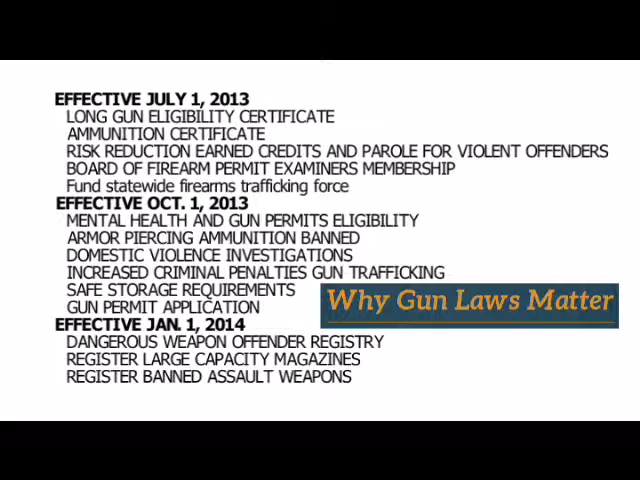 EFFECTIVE JULY 1, 2013
LONG GUN ELIGIBILITY CERTIFICATE
AMMUNITION CERTIFICATE
RISK REDUCTION EARNED CREDITS AND PAROLE FOR VIOLENT OFFENDERS
BOARD OF FIREARM PERMIT EXAMINERS MEMBERSHIP
Fund statewide firearms trafficking force
EFFECTIVE OCT. 1, 2013
MENTAL HEALTH AND GUN PERMITS ELIGIBILITY
ARMOR PIERCING AMMUNITION BANNED
DOMESTIC VIOLENCE INVESTIGATIONS
INCREASED CRIMINAL PENALTIES GUN TRAFFICKING
SAFE STORAGE REQUIREMENTS
GUN PERMIT APPLICATION
Why Gun Laws Matter
EFFECTIVE JAN. 1, 2014
DANGEROUS WEAPON OFFENDER REGISTRY
REGISTER LARGE CAPACITY MAGAZINES
REGISTER BANNED ASSAULT WEAPONS